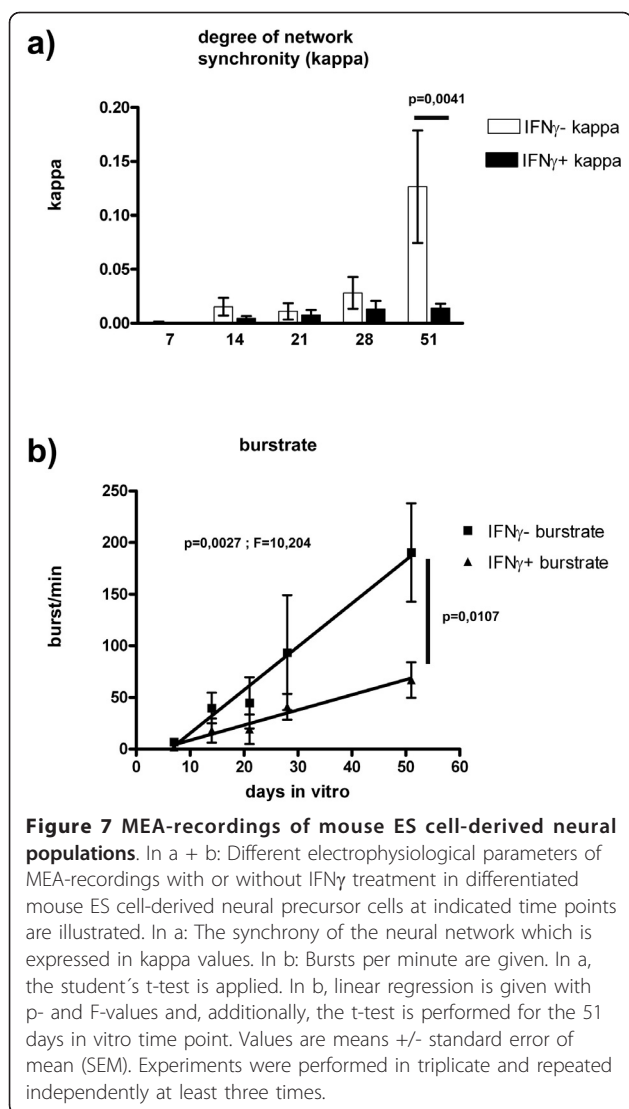 a)
degree of network
synchronity (kappa)
p=0,0041
IFNγ- kappa
IFNγ+ kappa
kappa
0.20
0.15
0.10
0.05
0.00
7 14 21 28 51
b)
burstrate
p=0,0027 ; F=10,204
IFNγ- burstrate
IFNγ+ burstrate
p=0,0107
burst/min
250
200
150
100
50
0
0 10 20 30 40 50 60
days in vitro
Figure 7 MEA-recordings of mouse ES cell-derived neural
populations. In a + b: Different electrophysiological parameters of
MEA-recordings with or without IFNγ treatment in differentiated
mouse ES cell-derived neural precursor cells at indicated time points
are illustrated. In a: The synchrony of the neural network which is
expressed in kappa values. In b: Bursts per minute are given. In a,
the student´s t-test is applied. In b, linear regression is given with
p- and F-values and, additionally, the t-test is performed for the 51
days in vitro time point. Values are means +/- standard error of
mean (SEM). Experiments were performed in triplicate and repeated
independently at least three times.